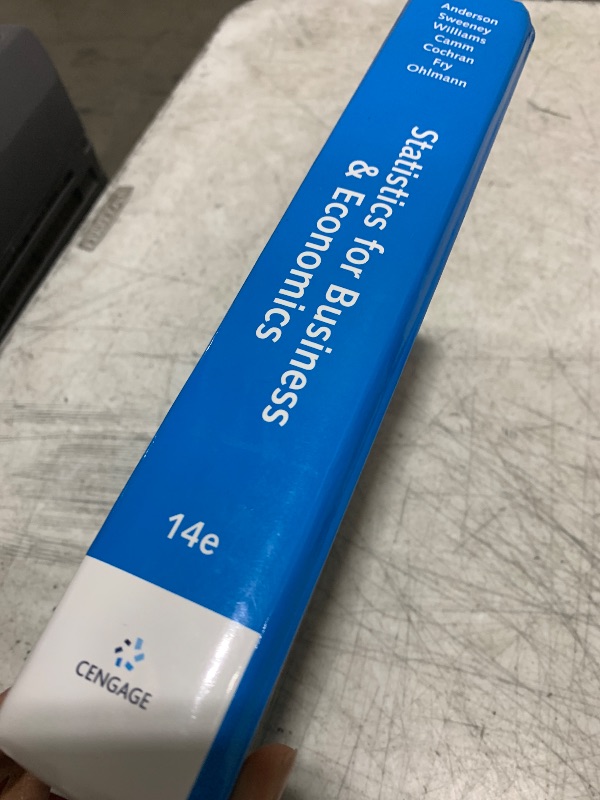 Anderson
Sweeney
Williams
Camm
Cochran
Fry
Ohlmann
Statistics for Business
& Economics
14e
CENGAGE